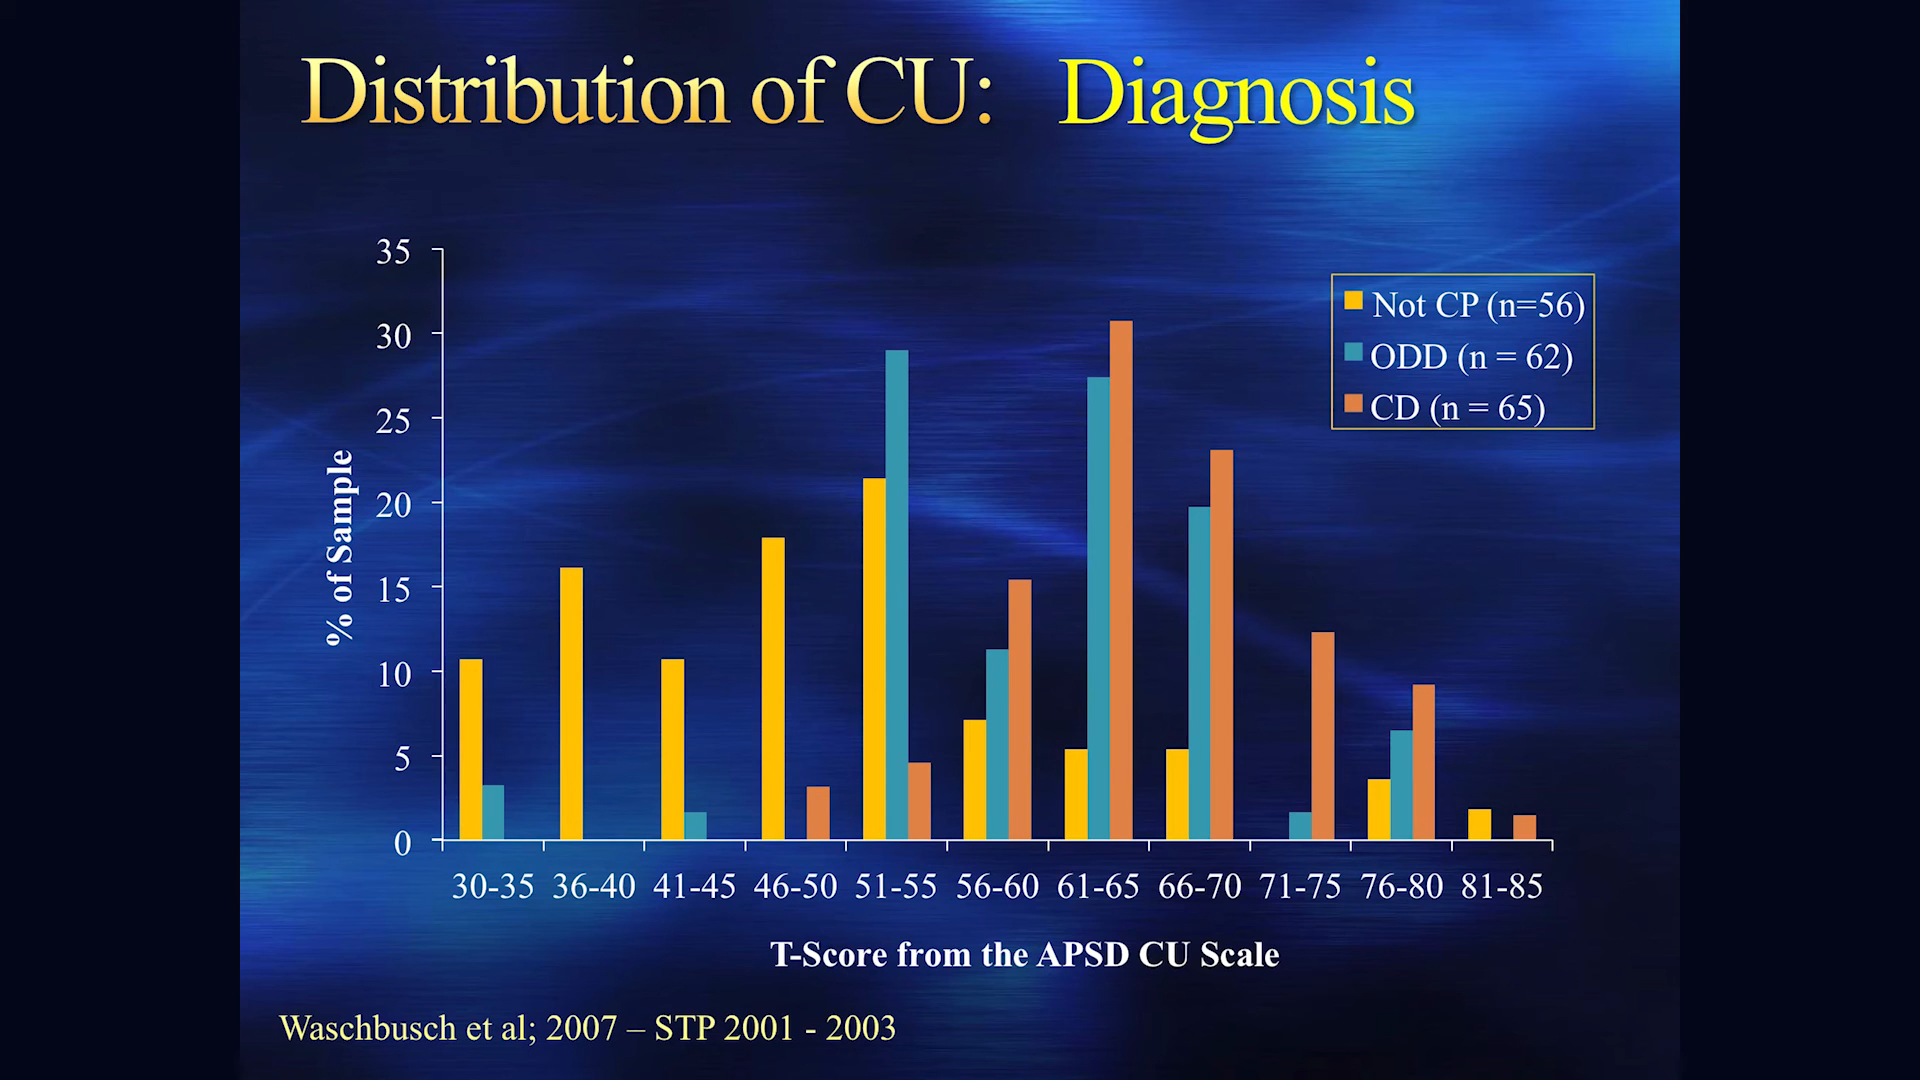 Distribution of CU: Diagnosis
35
30
25
20
15
10
5
0
% of Sample
Not CP (n=56)
ODD (n = 62)
CD (n = 65)
30-35 36-40 41-45 46-50 51-55 56-60 61-65 66-70 71-75 76-80 81-85
T-Score from the APSD CU Scale
Waschbusch et al; 2007 – STP 2001 - 2003